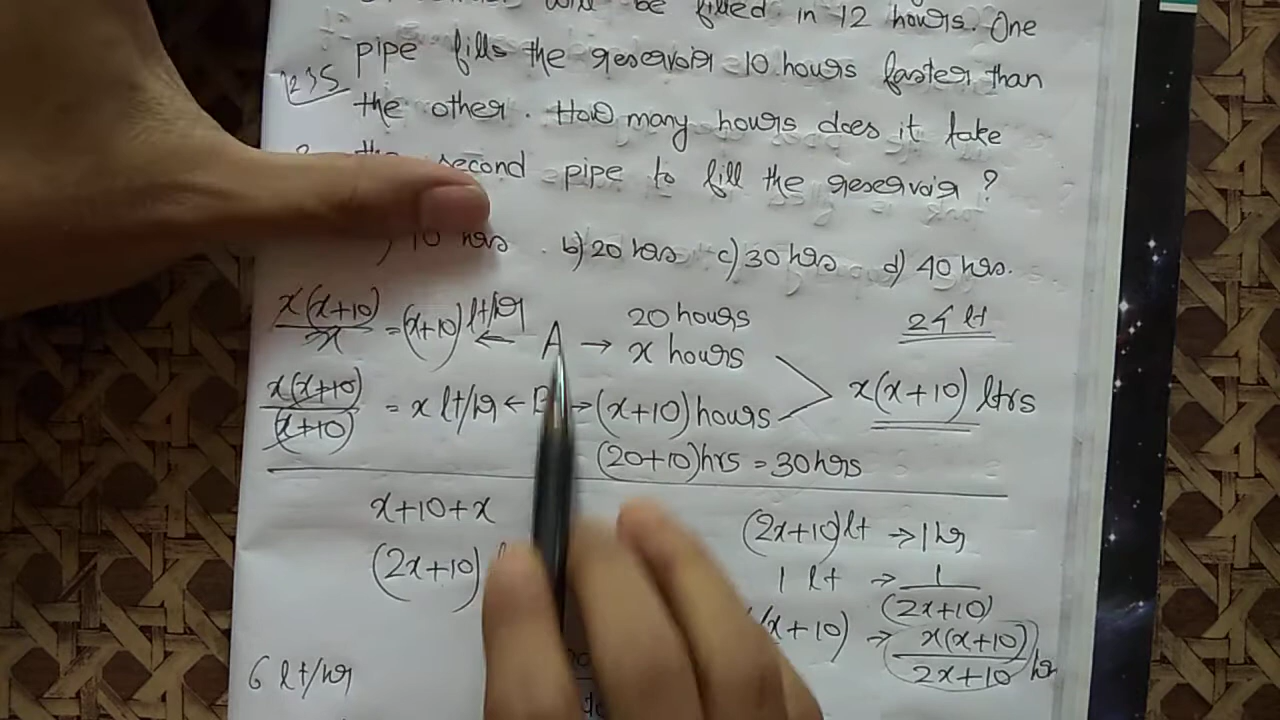 will be filled in 12 hours. One
pipe fills the reservoir 10 hours faster than
the other. How many hours does it take
the second pipe to fill the reservoir ?
10 hrs b) 20 hrs c) 30 hrs d) 40 hrs.
x(x+10)/x = (x+10) lt/hr ← A → 20 hours
x hours
24 lt
x(x+10)/(x+10) = x lt/hr ← B → (x+10) hours
x(x+10) ltrs
(20+10)hrs = 30hrs
x+10+x
(2x+10)
(2x+10)lt → 1hr
1 lt → 1/(2x+10)
(x+10) → x(x+10)/2x+10 hr
6 lt/hr